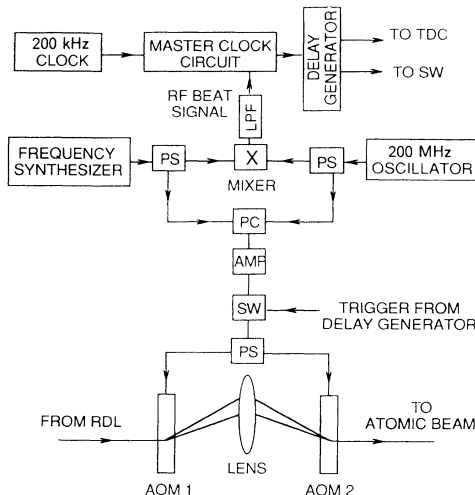 200 kHz
CLOCK
MASTER CLOCK
CIRCUIT
DELAY
GENERATOR
TO TDC
TO SW
RF BEAT
SIGNAL
LPF
FREQUENCY
SYNTHESIZER
PS
X
MIXER
PS
200 MHz
OSCILLATOR
PC
AMP
SW
TRIGGER FROM
DELAY GENERATOR
PS
FROM RDL
LENS
TO
ATOMIC BEAM
AOM 1
AOM 2